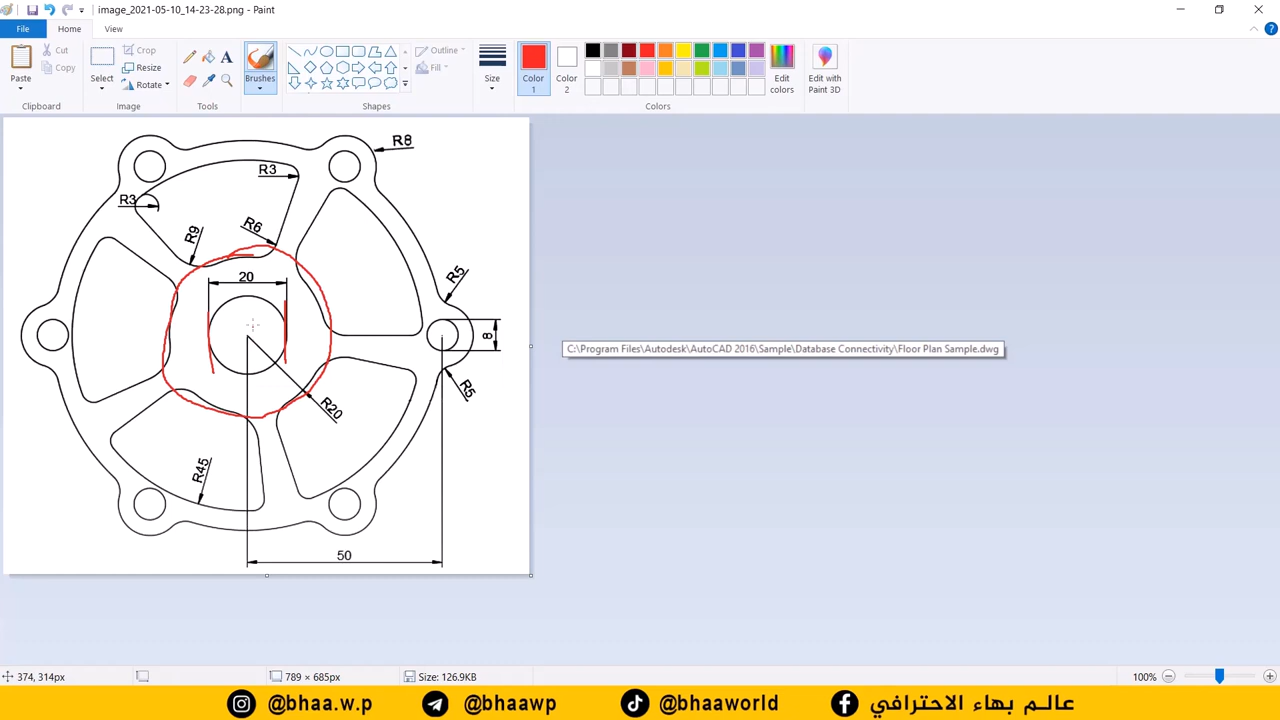 image_2021-05-10_14-23-28.png - Paint
File
Home
View
Paste
Cut
Copy
Clipboard
Select
Crop
Resize
Rotate
Image
A
Tools
Brushes
Outline
Fill
Shapes
Size
Color 1
Color 2
Edit colors
Colors
Edit with Paint 3D
R8
R3
R3
R6
R9
20
R5
8
R5
R20
R45
50
C:\Program Files\Autodesk\AutoCAD 2016\Sample\Database Connectivity\Floor Plan Sample.dwg
374, 314px
789 × 685px
Size: 126.9KB
100%
@bhaa.w.p
@bhaawp
@bhaaworld
عالم بهاء الاحترافي